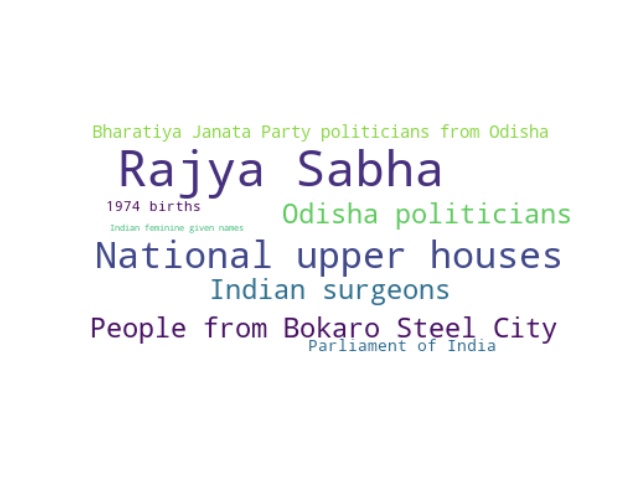 Bharatiya Janata Party politicians from Odisha
Rajya Sabha
1974 births
Odisha politicians
Indian feminine given names
National upper houses
Indian surgeons
People from Bokaro Steel City
Parliament of India